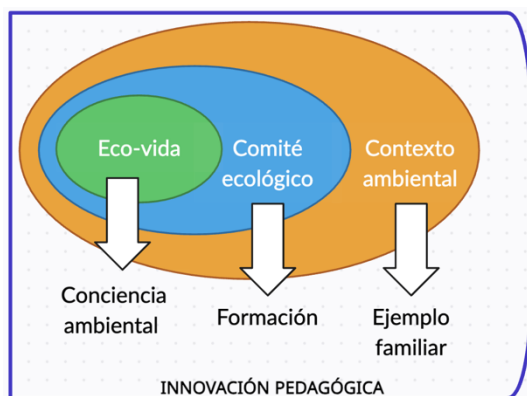 Eco-vida
Comité
ecológico
Contexto
ambiental
Conciencia
ambiental
Formación
Ejemplo
familiar
INNOVACIÓN PEDAGÓGICA